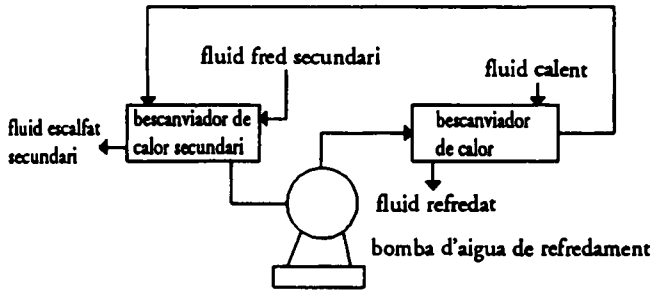 fluid fred secundari
fluid calent
bescanviador de
calor secundari
bescanviador
de calor
fluid escalfat
secundari
fluid refredat
bomba d'aigua de refredament